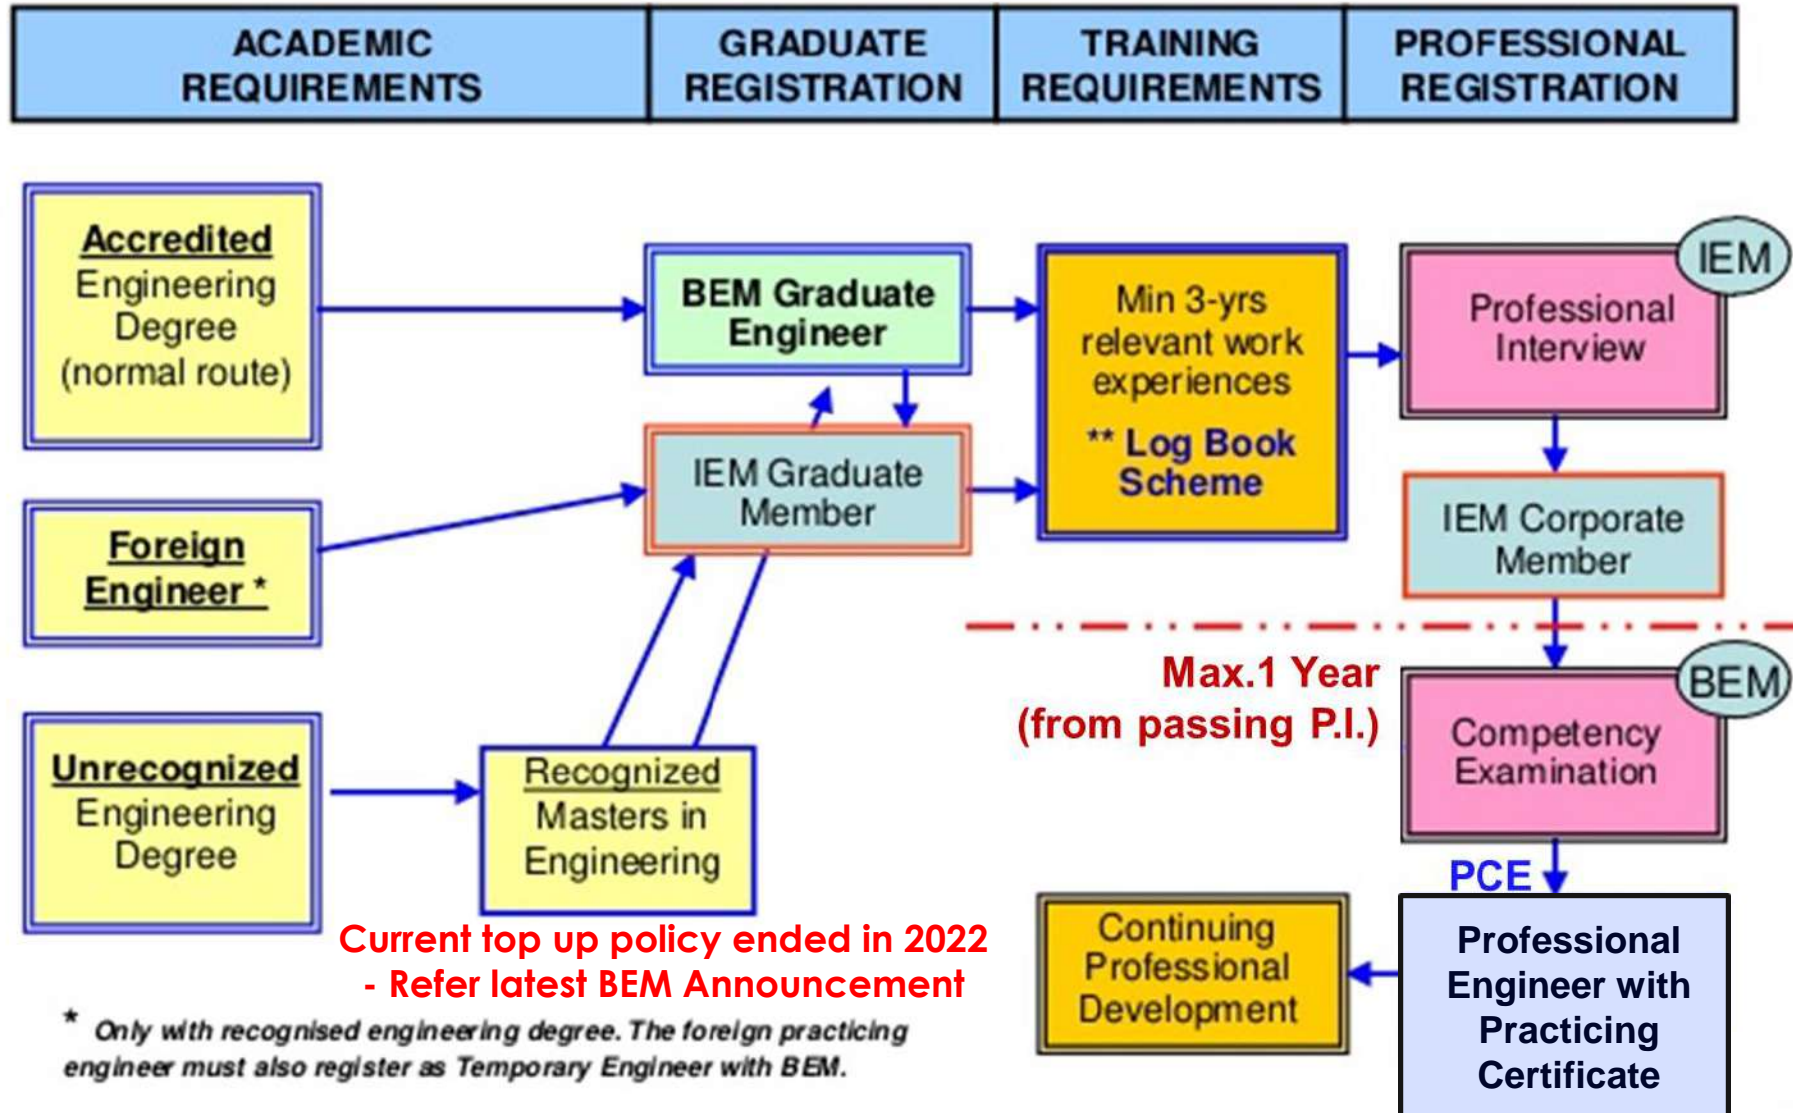 ACADEMIC
REQUIREMENTS
GRADUATE
REGISTRATION
TRAINING
REQUIREMENTS
PROFESSIONAL
REGISTRATION
Accredited
Engineering
Degree
(normal route)
BEM Graduate
Engineer
Min 3-yrs
relevant work
experiences
** Log Book
Scheme
IEM
Professional
Interview
Foreign
Engineer *
IEM Graduate
Member
IEM Corporate
Member
Max.1 Year
(from passing P.I.)
BEM
Competency
Examination
Unrecognized
Engineering
Degree
Recognized
Masters in
Engineering
PCE
Current top up policy ended in 2022
- Refer latest BEM Announcement
Continuing
Professional
Development
Professional
Engineer with
Practicing
Certificate
* Only with recognised engineering degree. The foreign practicing
engineer must also register as Temporary Engineer with BEM.